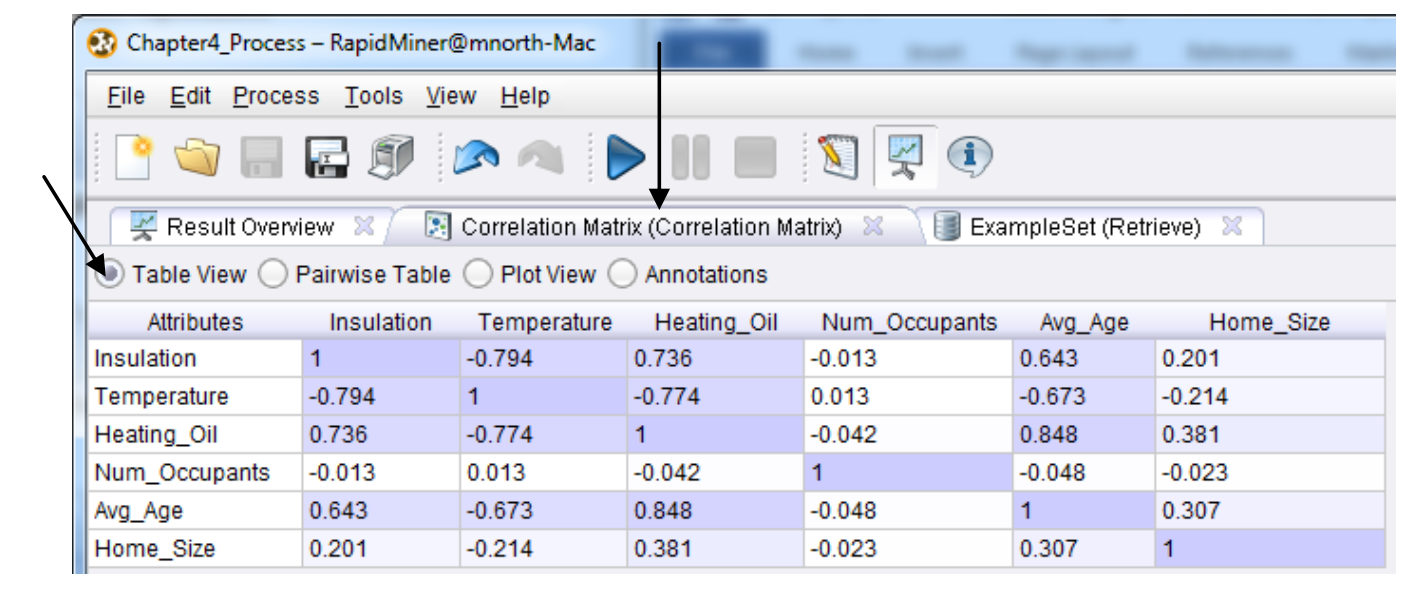 Chapter4_Process – RapidMiner@mnorth-Mac
File Edit Process Tools View Help
Result Overview Correlation Matrix (Correlation Matrix) ExampleSet (Retrieve)
Table View Pairwise Table Plot View Annotations
Attributes Insulation Temperature Heating_Oil Num_Occupants Avg_Age Home_Size
Insulation 1 -0.794 0.736 -0.013 0.643 0.201
Temperature -0.794 1 -0.774 0.013 -0.673 -0.214
Heating_Oil 0.736 -0.774 1 -0.042 0.848 0.381
Num_Occupants -0.013 0.013 -0.042 1 -0.048 -0.023
Avg_Age 0.643 -0.673 0.848 -0.048 1 0.307
Home_Size 0.201 -0.214 0.381 -0.023 0.307 1